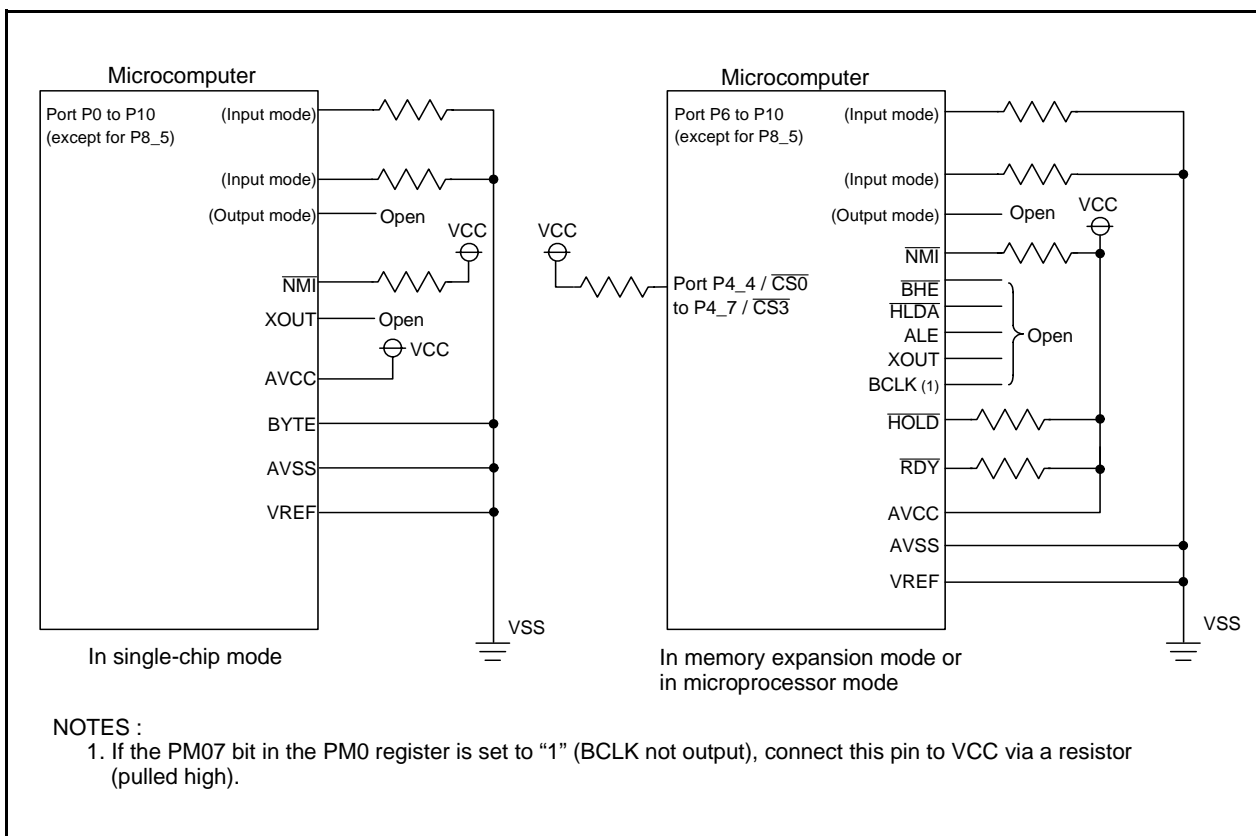 Microcomputer
Port P0 to P10
(except for P8_5)
(Input mode)
(Input mode)
(Output mode)
Open
VCC
NMI
XOUT
Open
VCC
AVCC
BYTE
AVSS
VREF
VSS
In single-chip mode
Microcomputer
Port P6 to P10
(except for P8_5)
(Input mode)
(Input mode)
(Output mode)
Open
VCC
VCC
Port P4_4 / CS0
to P4_7 / CS3
NMI
BHE
HLDA
ALE
XOUT
BCLK (1)
Open
HOLD
RDY
AVCC
AVSS
VREF
VSS
In memory expansion mode or
in microprocessor mode
NOTES :
1. If the PM07 bit in the PM0 register is set to “1” (BCLK not output), connect this pin to VCC via a resistor
(pulled high).